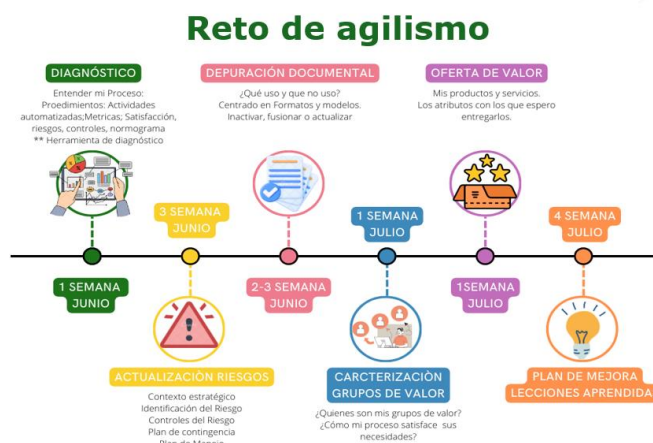 Reto de agilismo
DIAGNÓSTICO
Entender mi Proceso:
Proedimientos: Actividades
automatizadas;Metricas; Satisfacción,
riesgos, controles, normograma
** Herramienta de diagnóstico
DEPURACIÓN DOCUMENTAL
¿Qué uso y que no uso?
Centrado en Formatos y modelos.
Inactivar, fusionar o actualizar
OFERTA DE VALOR
Mis productos y servicios.
Los atributos con los que espero
entregarlos.
3 SEMANA
JUNIO
1 SEMANA
JULIO
4 SEMANA
JULIO
1 SEMANA
JUNIO
2-3 SEMANA
JUNIO
1SEMANA
JULIO
ACTUALIZACIÒN RIESGOS
Contexto estratégico
Identificación del Riesgo
Controles del Riesgo
Plan de contingencia
Plan de Manejo
CARCTERIZACIÒN
GRUPOS DE VALOR
¿Quienes son mis grupos de valor?
¿Cómo mi proceso satisface sus
necesidades?
PLAN DE MEJORA
LECCIONES APRENDIDA